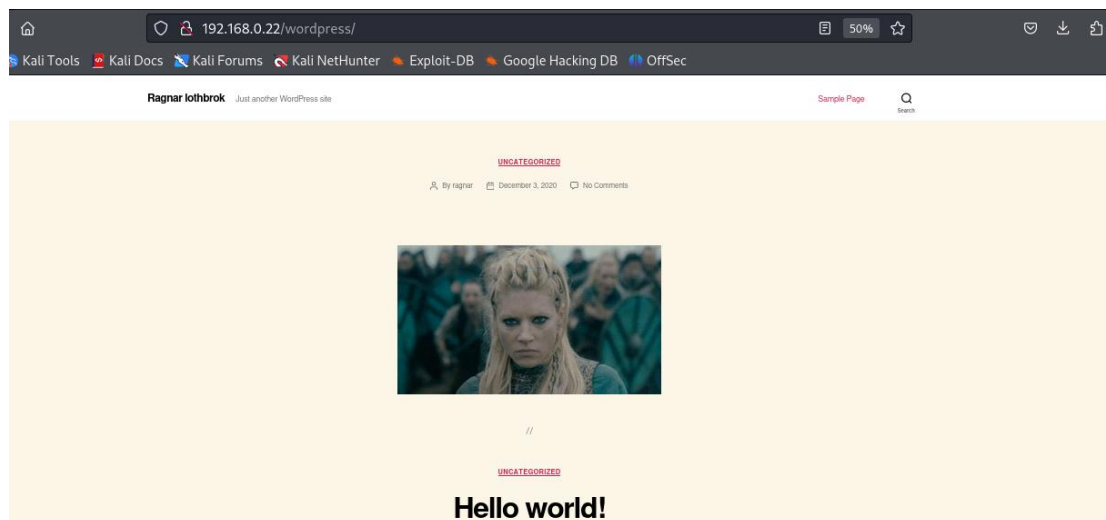 192.168.0.22/wordpress/ 50%
Kali Tools Kali Docs Kali Forums Kali NetHunter Exploit-DB Google Hacking DB OffSec
Ragnar lothbrok Just another WordPress site Sample Page
Search
UNCATEGORIZED
By ragnar December 3, 2020 No Comments
//
UNCATEGORIZED
Hello world!